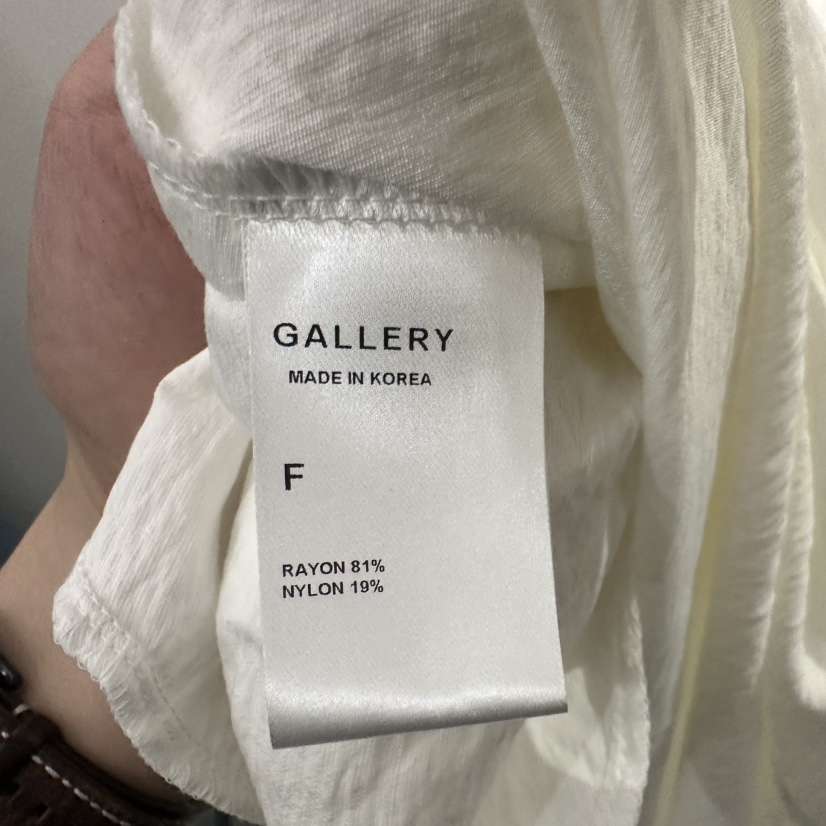 GALLERY
MADE IN KOREA
F
RAYON 81%
NYLON 19%